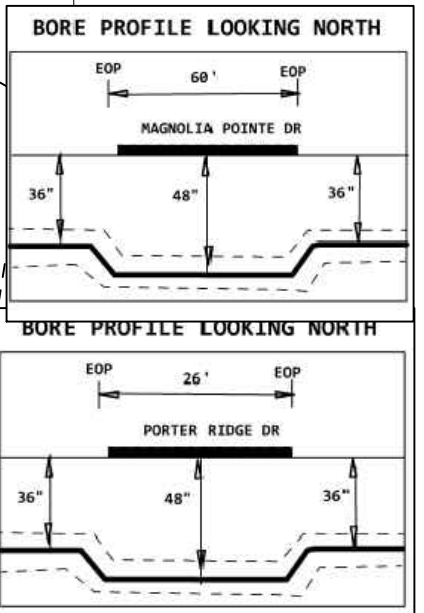 BORE PROFILE LOOKING NORTH
EOP 60' EOP
MAGNOLIA POINTE DR
36" 48" 36"
BORE PROFILE LOOKING NORTH
EOP 26' EOP
PORTER RIDGE DR
36" 48" 36"